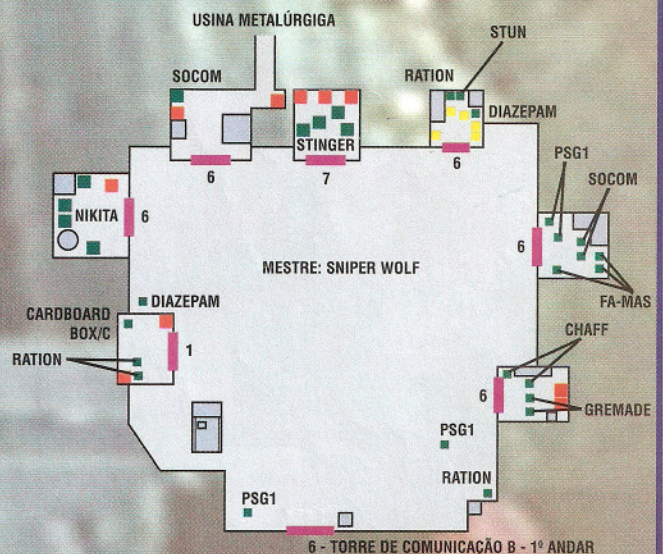 USINA METALÚRGIGA
STUN
SOCOM
RATION
DIAZEPAM
STINGER
PSG1
6
7
6
SOCOM
NIKITA
6
6
MESTRE: SNIPER WOLF
FA-MAS
DIAZEPAM
CARDBOARD
BOX/C
CHAFF
RATION
1
6
GREMADE
PSG1
RATION
PSG1
6 - TORRE DE COMUNICAÇÃO B - 1º ANDAR